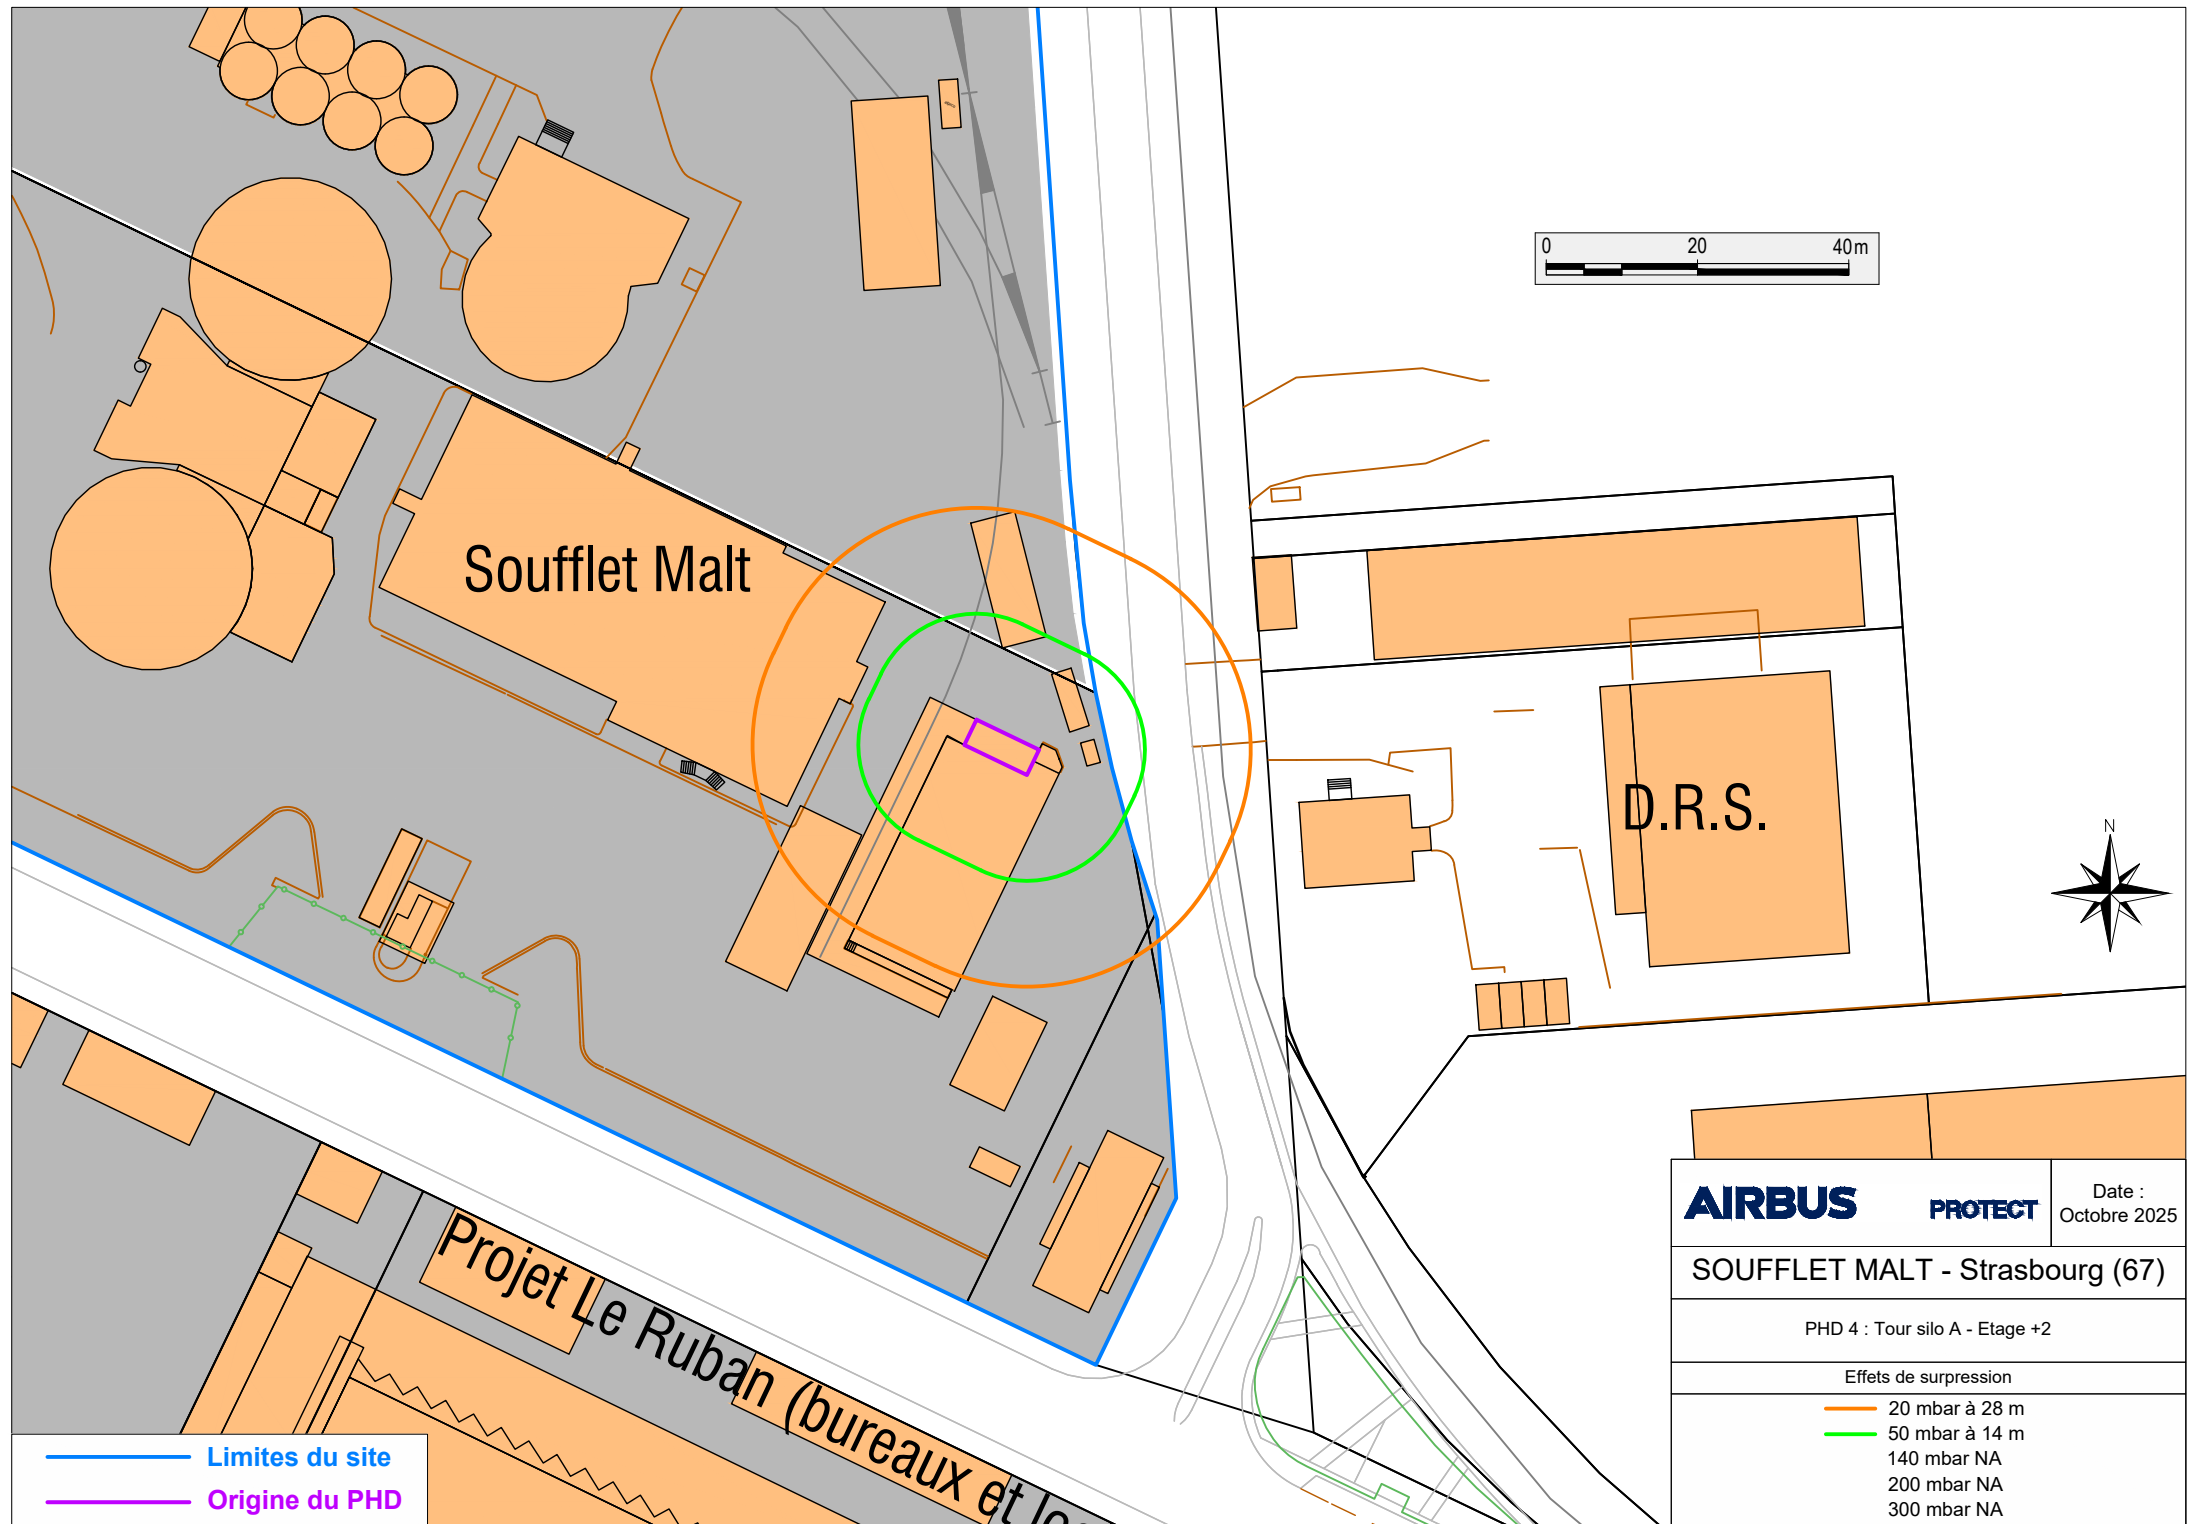 0 20 40m
Soufflet Malt
D.R.S.
N
Projet Le Ruban (bureaux et
AIRBUS PROTECT
Date :
Octobre 2025
SOUFFLET MALT - Strasbourg (67)
PHD 4 : Tour silo A - Etage +2
Effets de surpression
20 mbar à 28 m
50 mbar à 14 m
140 mbar NA
200 mbar NA
300 mbar NA
Limites du site
Origine du PHD